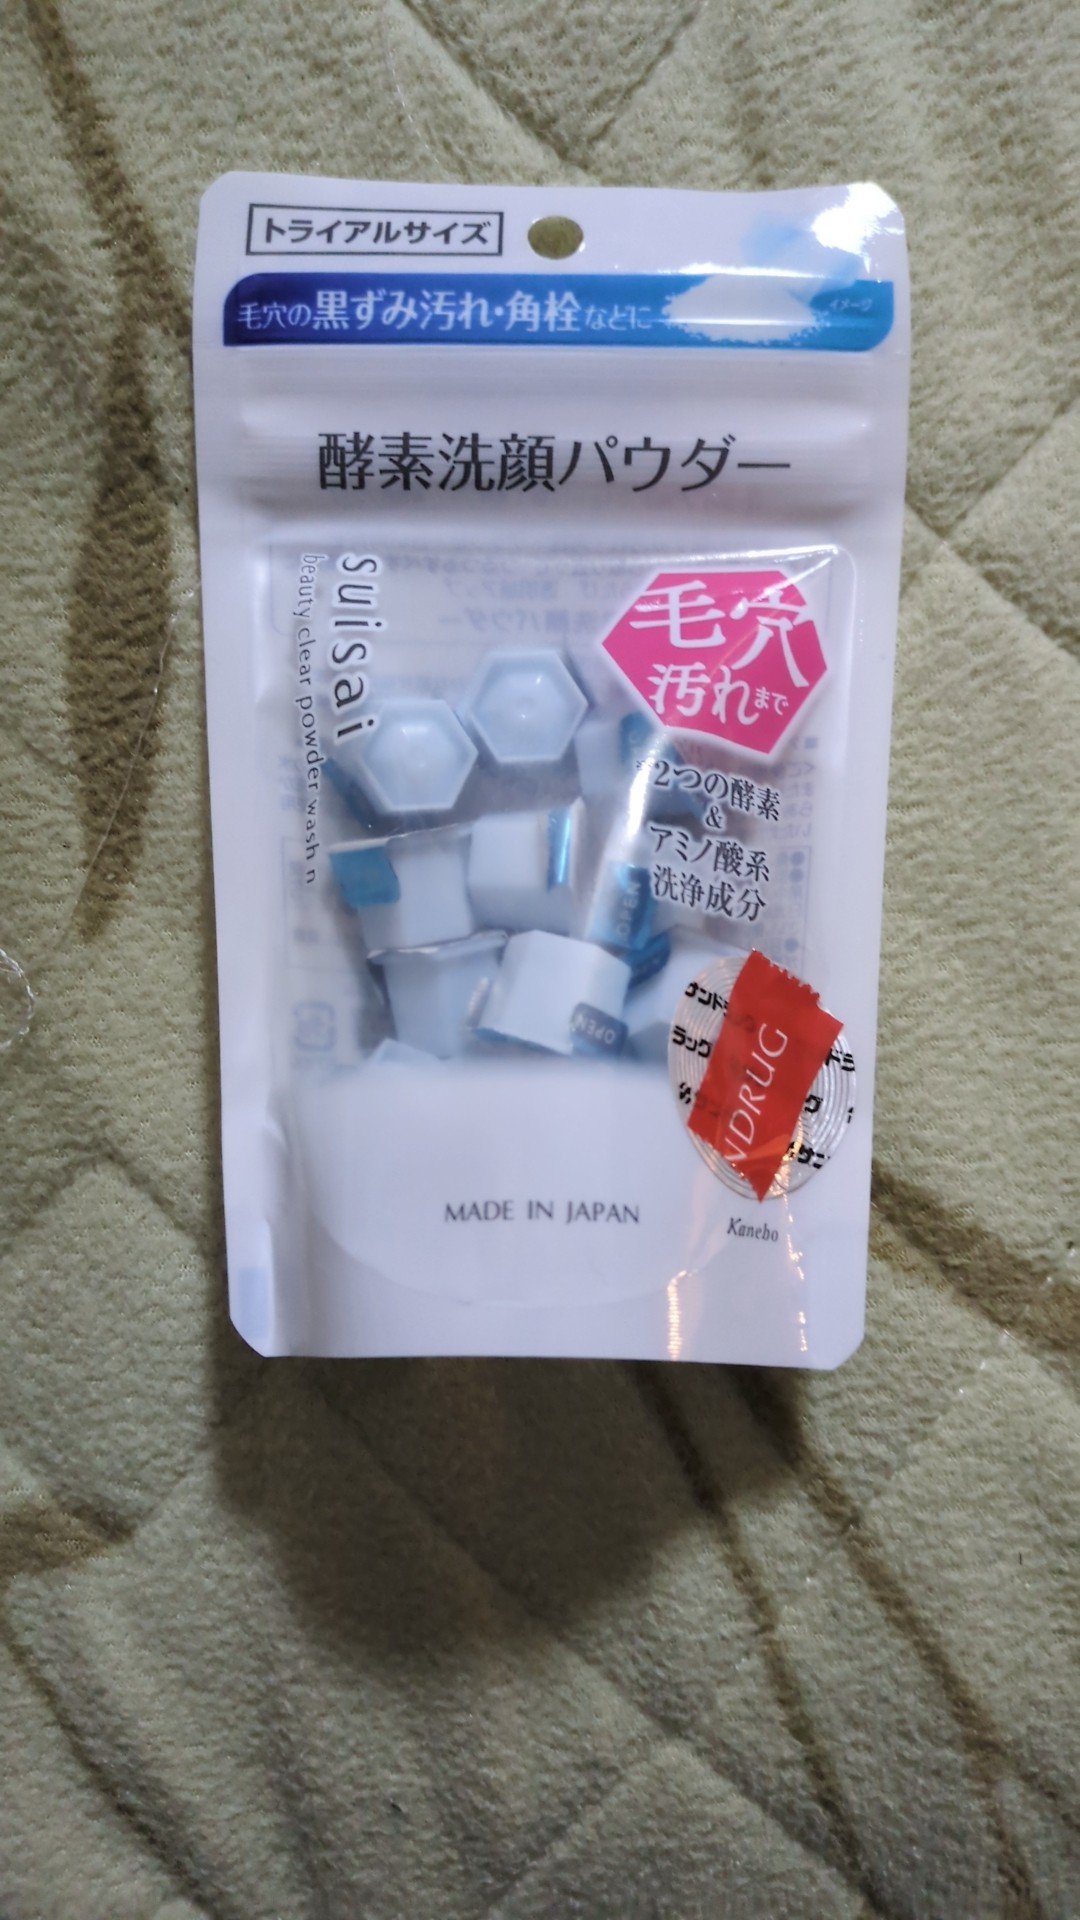 トライアルサイズ
毛穴の黒ずみ汚れ・角栓などに
イメージ
酵素洗顔パウダー
suisai
beauty clear powder wash n
毛穴
汚れまで
*2つの酵素
&
アミノ酸系
洗浄成分
OPEN
OPEN
NDRUG
MADE IN JAPAN
Kanebo